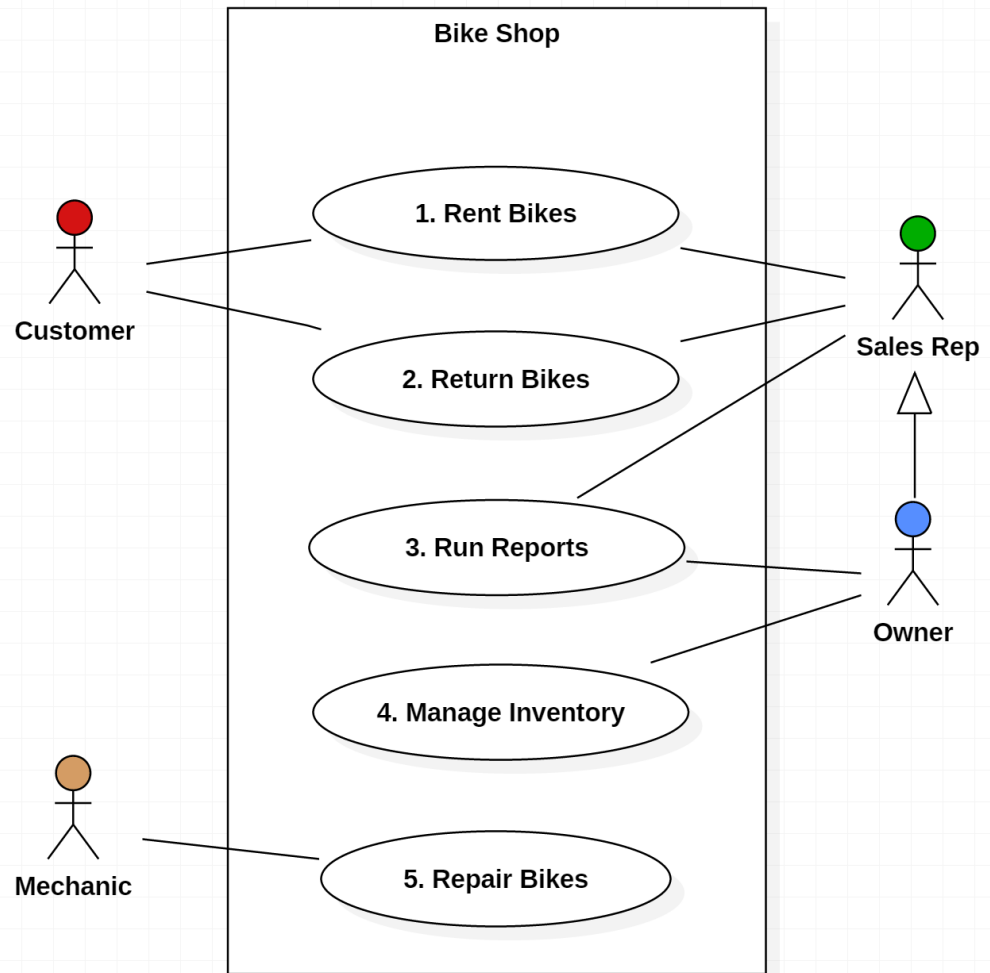 Bike Shop
1. Rent Bikes
Customer
Sales Rep
2. Return Bikes
3. Run Reports
Owner
4. Manage Inventory
Mechanic
5. Repair Bikes